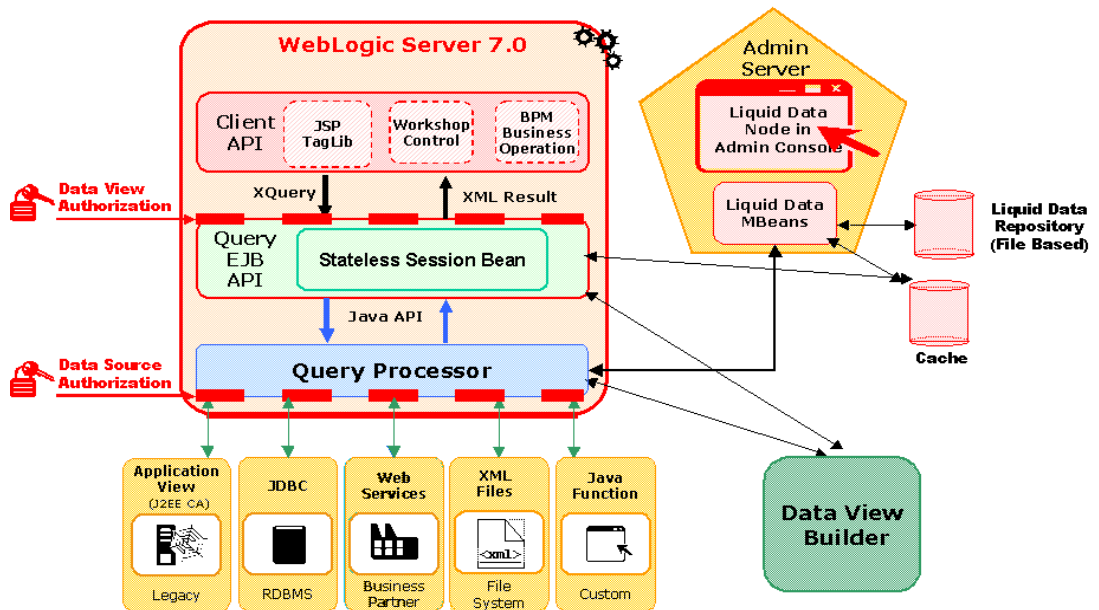 WebLogic Server 7.0
Client
API
JSP
TagLib
Workshop
Control
BPM
Business
Operation
XQuery
XML Result
Data View
Authorization
Query
EJB
API
Stateless Session Bean
Java API
Data Source
Authorization
Query Processor
Admin
Server
Liquid Data
Node in
Admin Console
Liquid Data
MBeans
Liquid Data
Repository
(File Based)
Cache
Application
View
(J2EE CA)
Legacy
JDBC
RDBMS
Web
Services
Business
Partner
XML
Files
<xml>
File
System
Java
Function
Custom
Data View
Builder